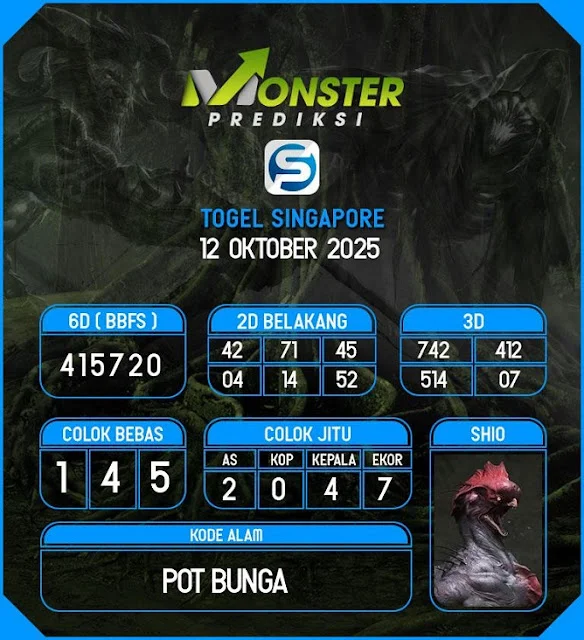 MONSTER
PREDIKSI
S
TOGEL SINGAPORE
12 OKTOBER 2025
6D ( BBFS )
415720
2D BELAKANG
42 71 45
04 14 52
3D
742 412
514 07
COLOK BEBAS
1 4 5
COLOK JITU
AS KOP KEPALA EKOR
2 0 4 7
SHIO
KODE ALAM
POT BUNGA